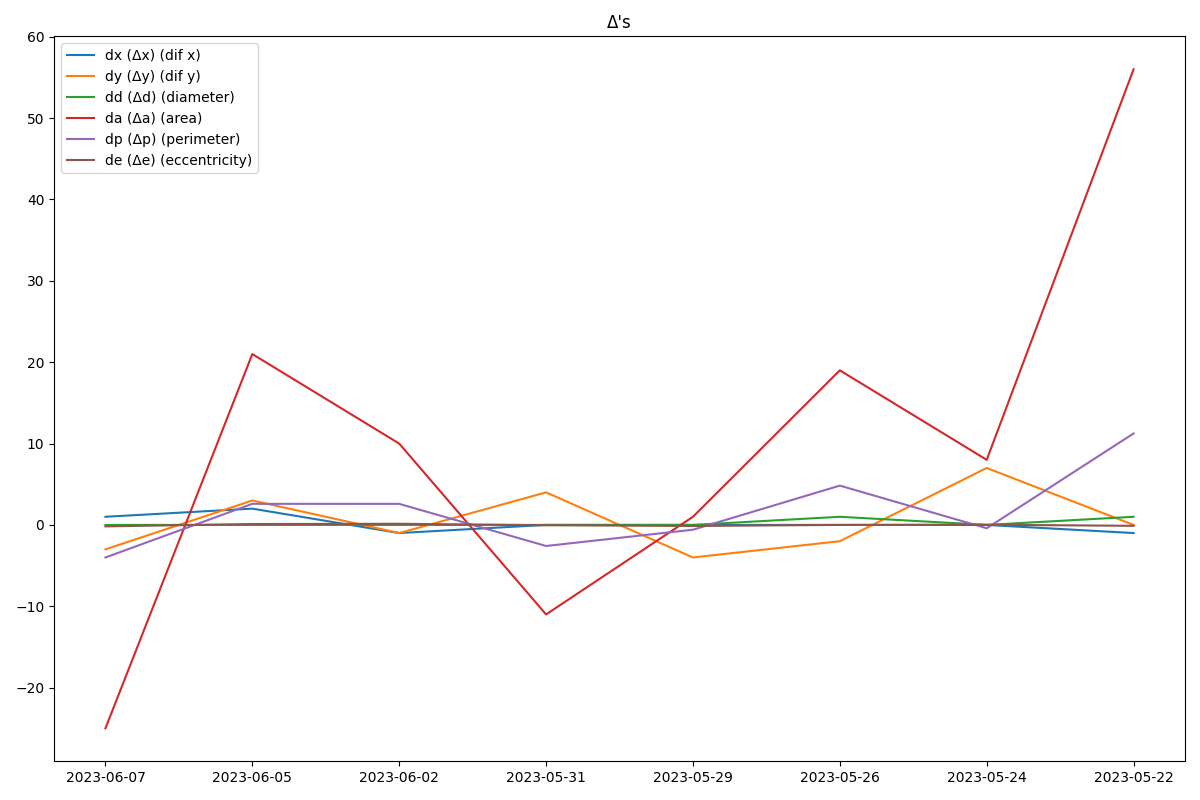 Δ's
dx (Δx) (dif x)
dy (Δy) (dif y)
dd (Δd) (diameter)
da (Δa) (area)
dp (Δp) (perimeter)
de (Δe) (eccentricity)
60
50
40
30
20
10
0
−10
−20
2023-06-07 2023-06-05 2023-06-02 2023-05-31 2023-05-29 2023-05-26 2023-05-24 2023-05-22